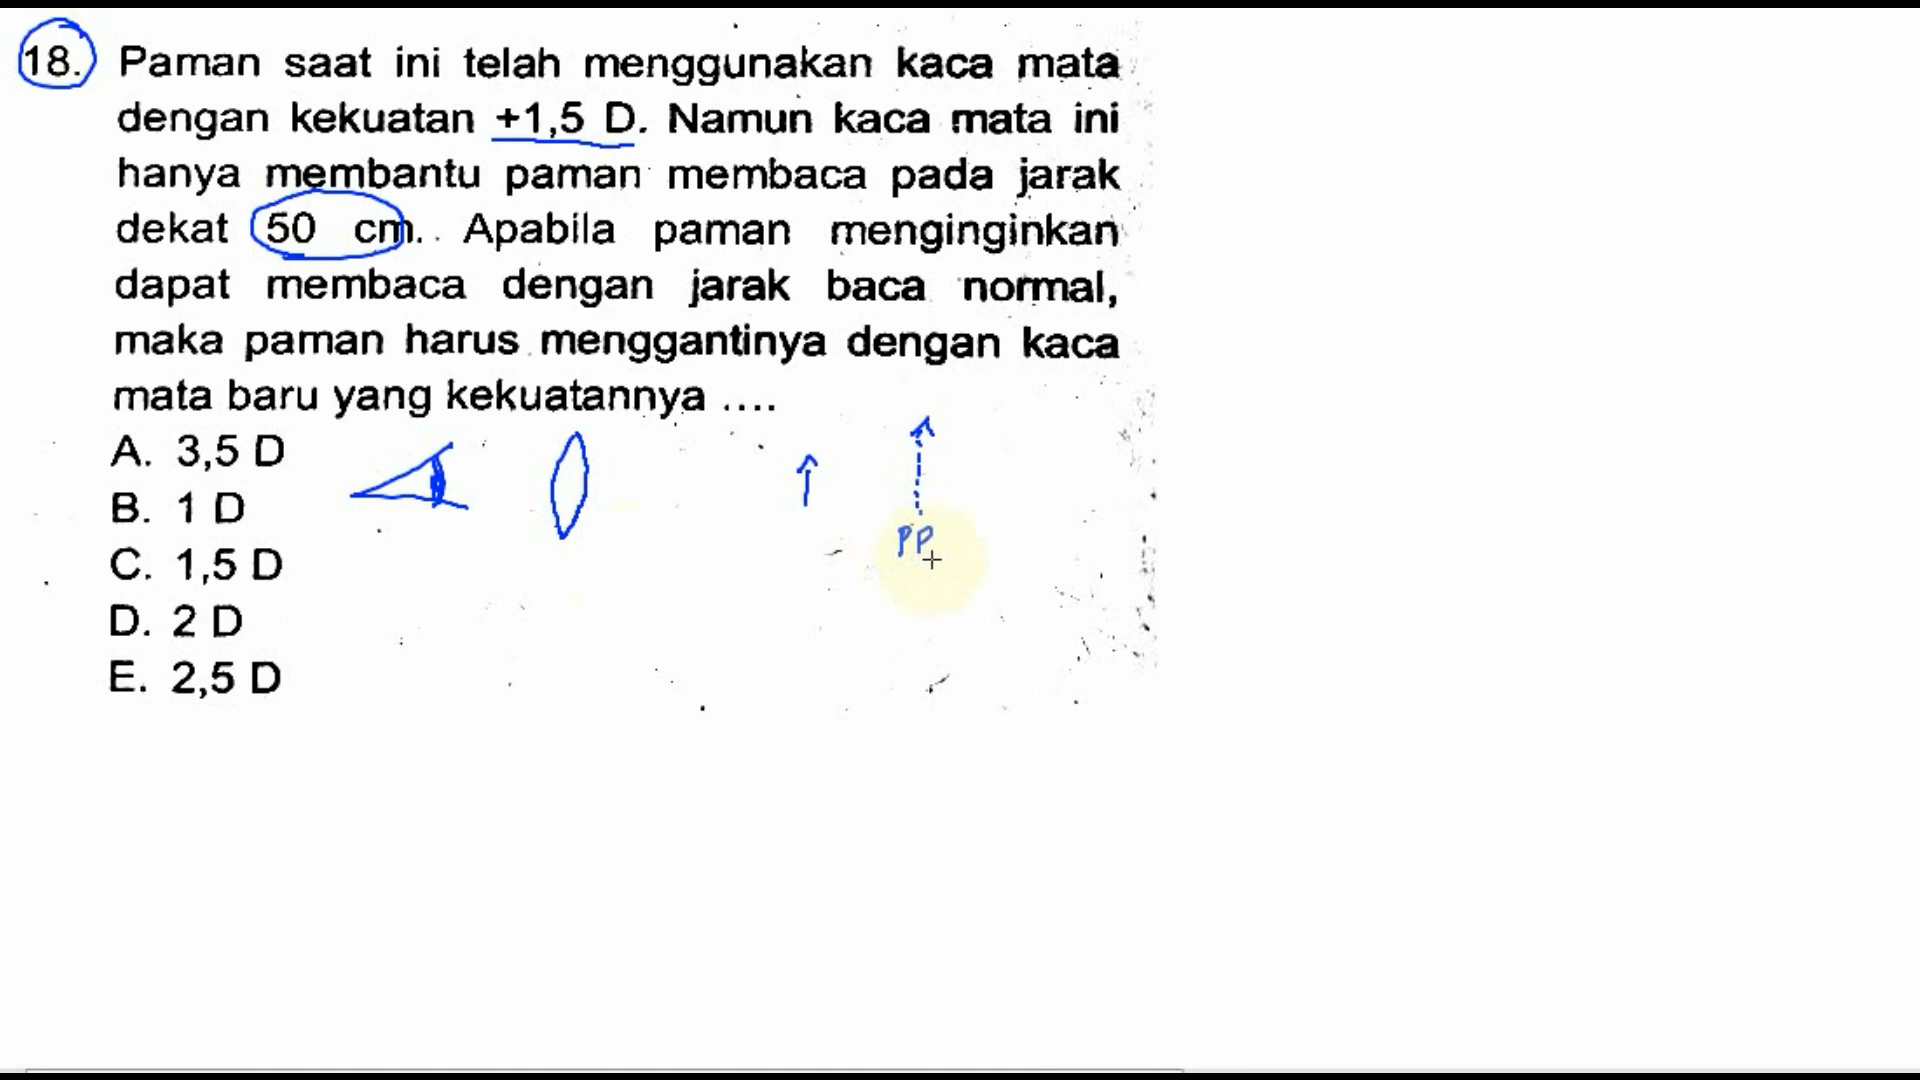 18. Paman saat ini telah menggunakan kaca mata
dengan kekuatan +1,5 D. Namun kaca mata ini
hanya membantu paman membaca pada jarak
dekat 50 cm. Apabila paman menginginkan
dapat membaca dengan jarak baca normal,
maka paman harus menggantinya dengan kaca
mata baru yang kekuatannya ....
A. 3,5 D
B. 1 D
C. 1,5 D
D. 2 D
E. 2,5 D
PP